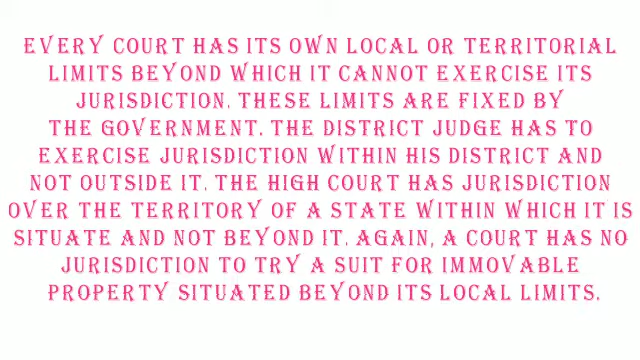 EVERY COURT HAS ITS OWN LOCAL OR TERRITORIAL
LIMITS BEYOND WHICH IT CANNOT EXERCISE ITS
JURISDICTION. THESE LIMITS ARE FIXED BY
THE GOVERNMENT. THE DISTRICT JUDGE HAS TO
EXERCISE JURISDICTION WITHIN HIS DISTRICT AND
NOT OUTSIDE IT. THE HIGH COURT HAS JURISDICTION
OVER THE TERRITORY OF A STATE WITHIN WHICH IT IS
SITUATE AND NOT BEYOND IT. AGAIN, A COURT HAS NO
JURISDICTION TO TRY A SUIT FOR IMMOVABLE
PROPERTY SITUATED BEYOND ITS LOCAL LIMITS.